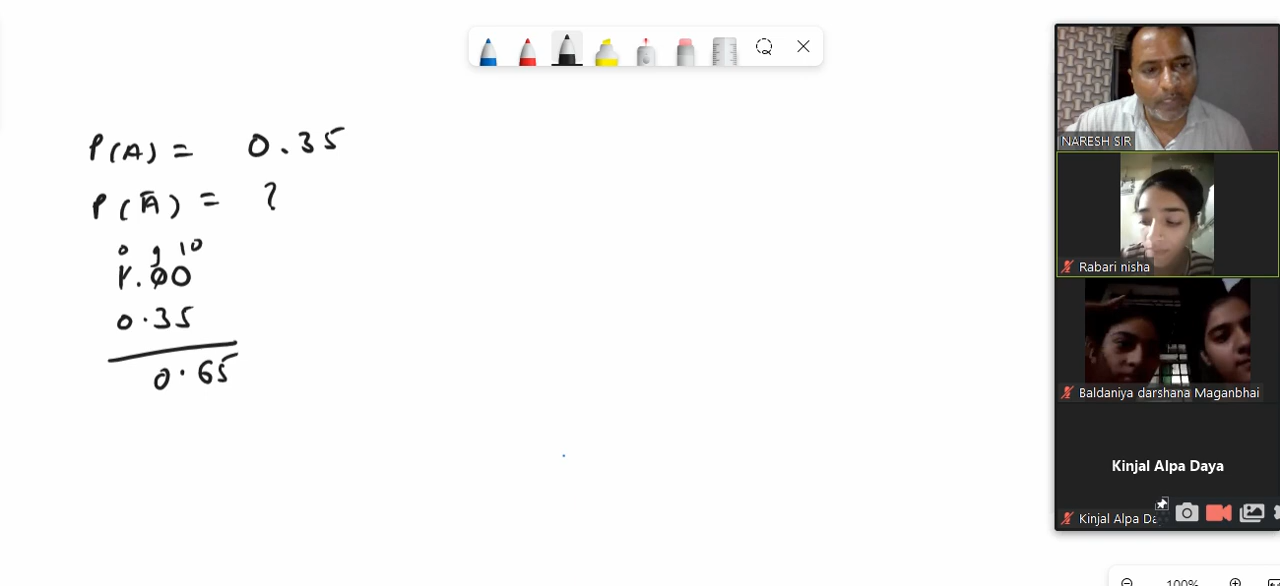 P(A) = 0.35
P(Ā) = ?
0 9 10
1.00
0.35
0.65
NARESH SIR
Rabari nisha
Baldaniya darshana Maganbhai
Kinjal Alpa Daya
Kinjal Alpa Da
100%